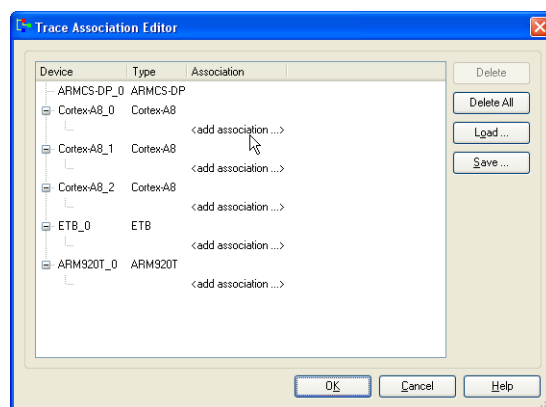 Trace Association Editor
Device Type Association
ARMCS-DP_0 ARMCS-DP
Cortex-A8_0 Cortex-A8
<add association ...>
Cortex-A8_1 Cortex-A8
<add association ...>
Cortex-A8_2 Cortex-A8
<add association ...>
ETB_0 ETB
<add association ...>
ARM920T_0 ARM920T
<add association ...>
Delete
Delete All
Load ...
Save ...
OK Cancel Help